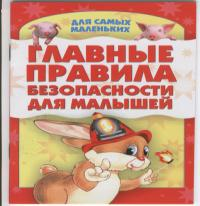 ДЛЯ САМЫХ
МАЛЕНЬКИХ
ГЛАВНЫЕ
ПРАВИЛА
БЕЗОПАСНОСТИ
ДЛЯ МАЛЫШЕЙ